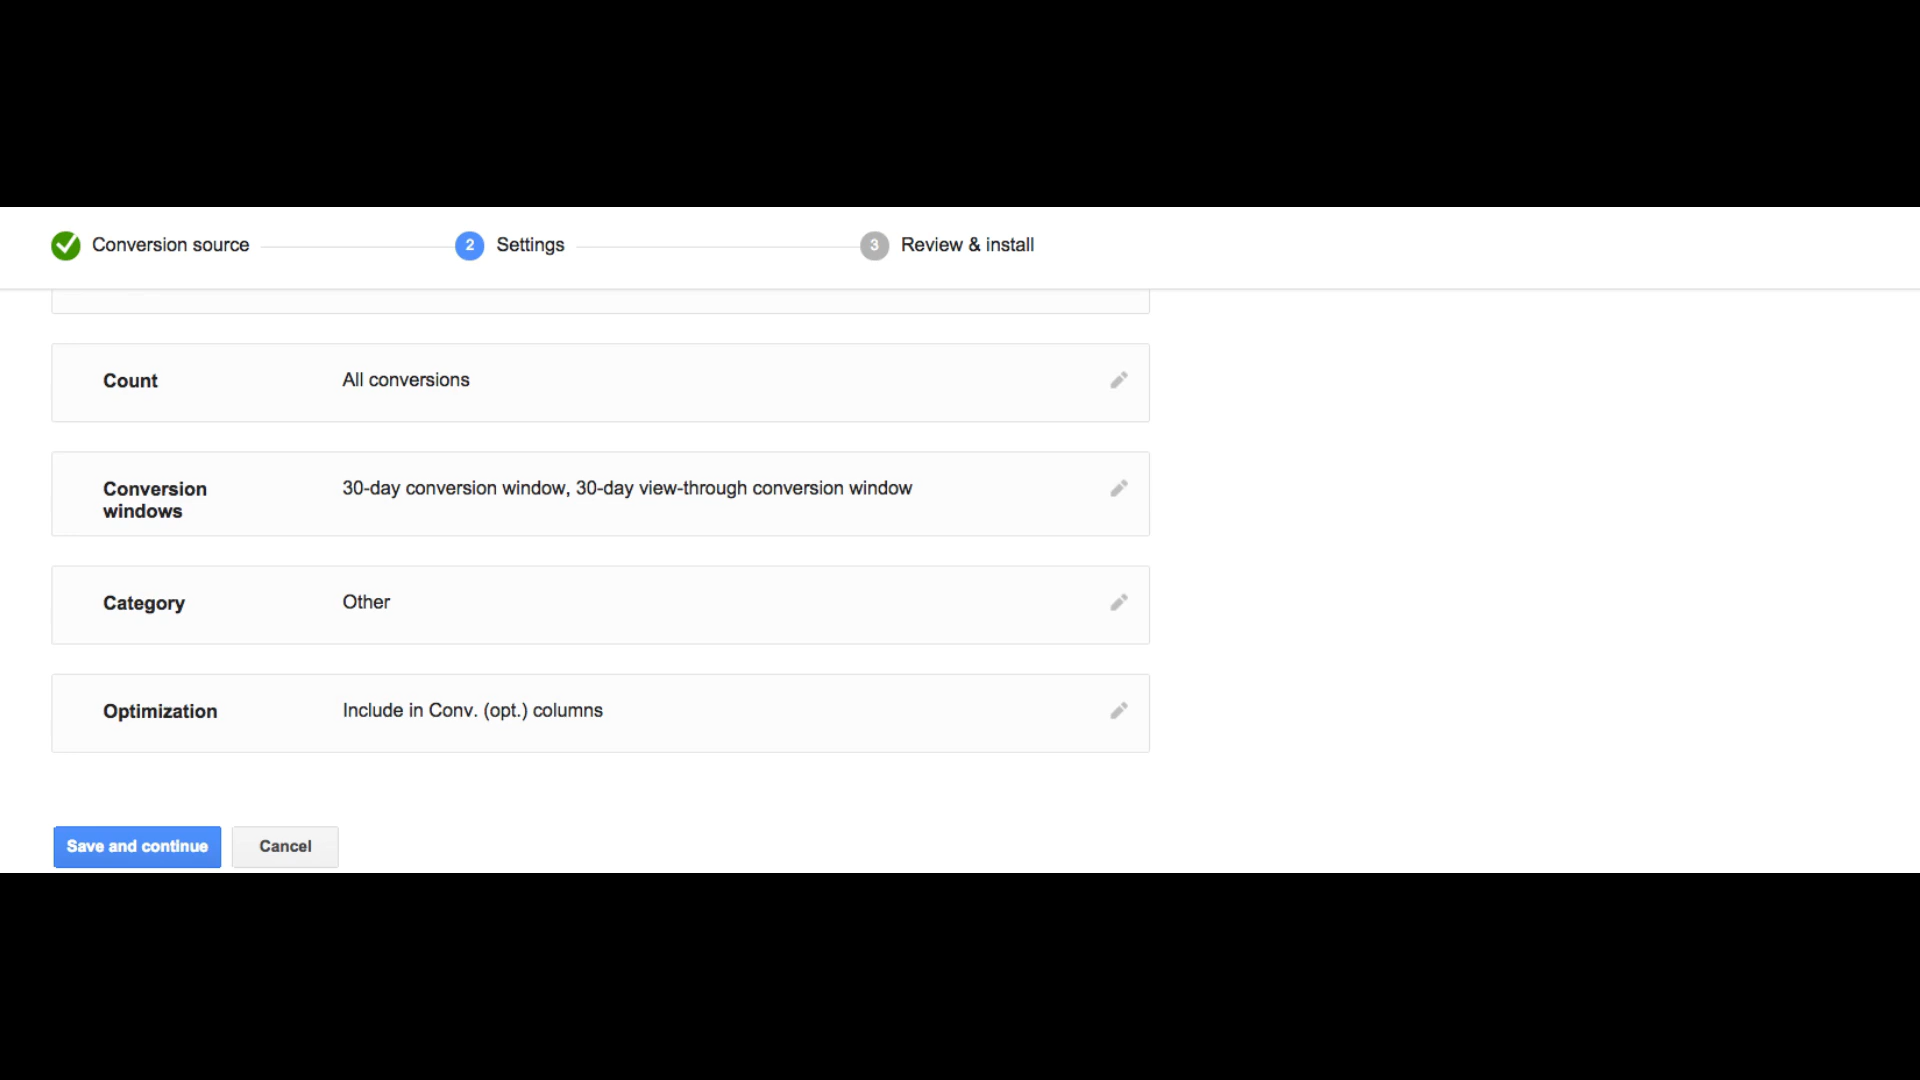 Conversion source 2 Settings 3 Review & install
Count All conversions
Conversion windows 30-day conversion window, 30-day view-through conversion window
Category Other
Optimization Include in Conv. (opt.) columns
Save and continue Cancel